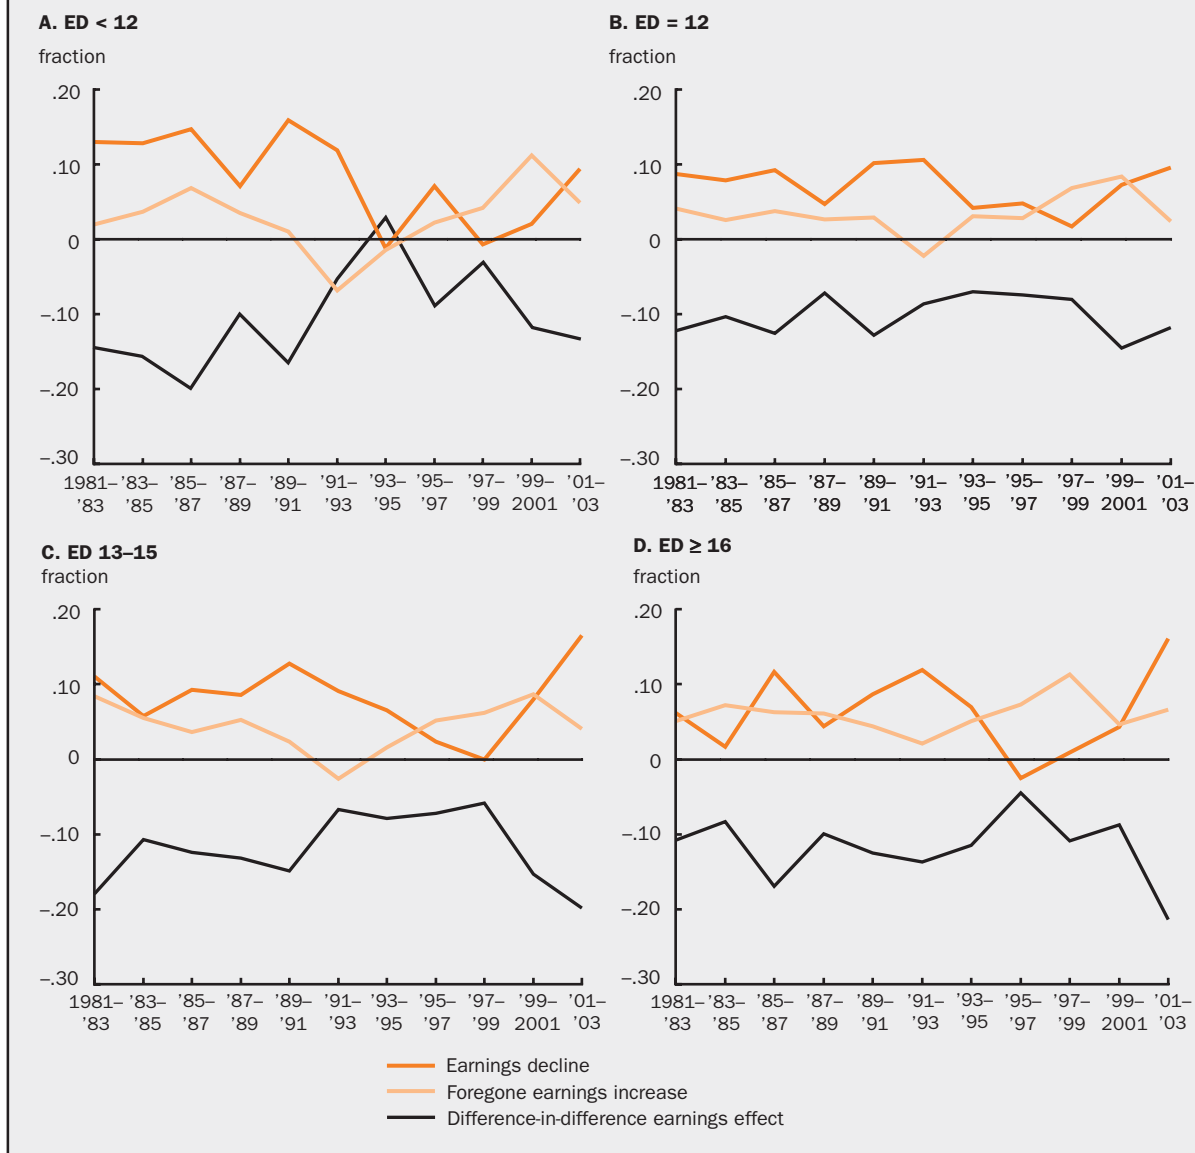 A. ED < 12
fraction
.20
.10
0
–.10
–.20
–.30
1981– ’83– ’85– ’87– ’89– ’91– ’93– ’95– ’97– ’99– ’01–
’83 ’85 ’87 ’89 ’91 ’93 ’95 ’97 ’99 2001 ’03
B. ED = 12
fraction
.20
.10
0
–.10
–.20
–.30
1981– ’83– ’85– ’87– ’89– ’91– ’93– ’95– ’97– ’99– ’01–
’83 ’85 ’87 ’89 ’91 ’93 ’95 ’97 ’99 2001 ’03
C. ED 13–15
fraction
.20
.10
0
–.10
–.20
–.30
1981– ’83– ’85– ’87– ’89– ’91– ’93– ’95– ’97– ’99– ’01–
’83 ’85 ’87 ’89 ’91 ’93 ’95 ’97 ’99 2001 ’03
D. ED ≥ 16
fraction
.20
.10
0
–.10
–.20
–.30
1981– ’83– ’85– ’87– ’89– ’91– ’93– ’95– ’97– ’99– ’01–
’83 ’85 ’87 ’89 ’91 ’93 ’95 ’97 ’99 2001 ’03
Earnings decline
Foregone earnings increase
Difference-in-difference earnings effect